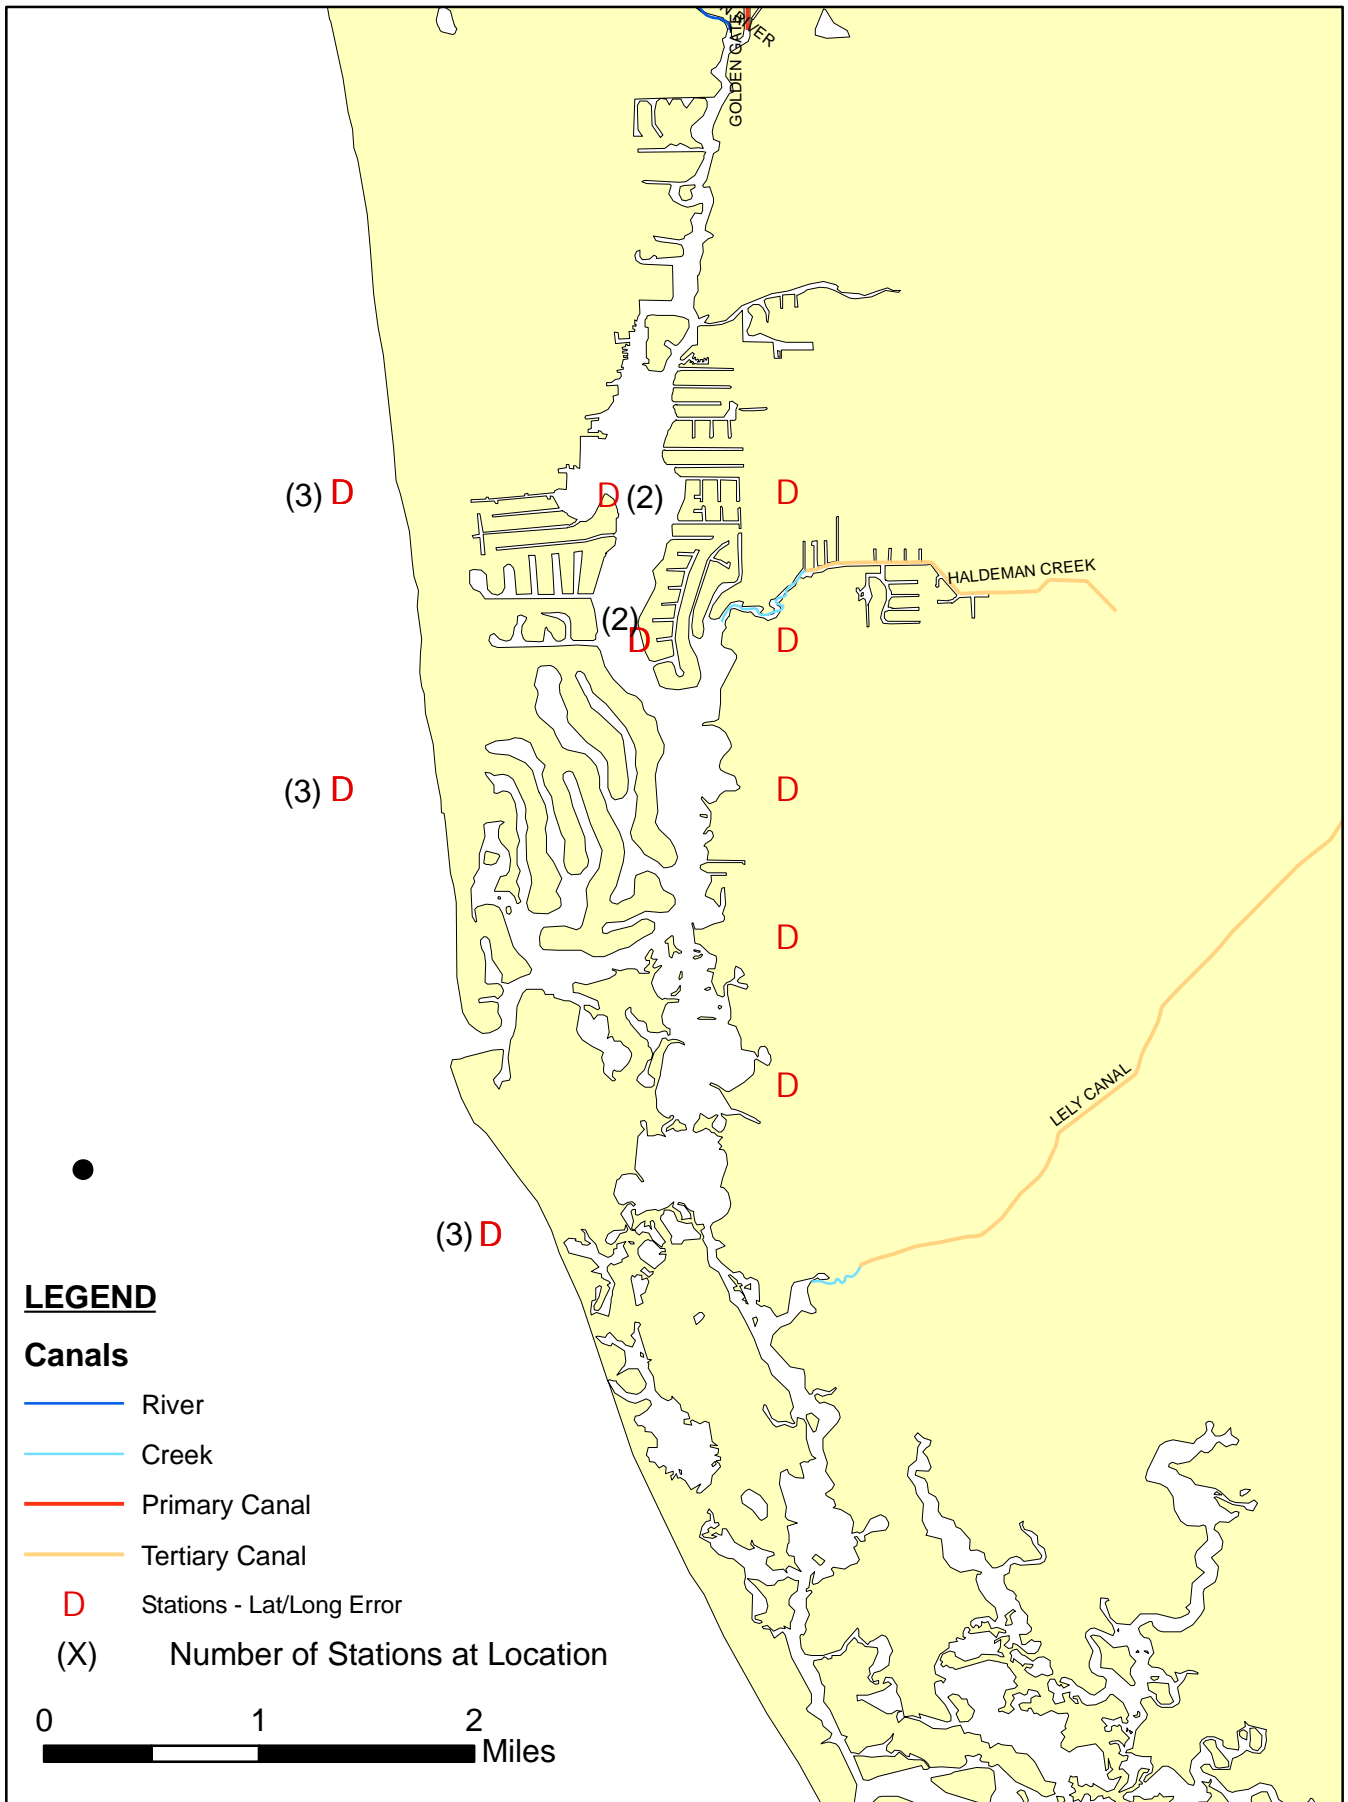 N RIVER
GOLDEN GATE
(3) D
D (2)
D
HALDEMAN CREEK
(2)
D
D
(3) D
D
D
D
LELY CANAL
(3) D
LEGEND
Canals
River
Creek
Primary Canal
Tertiary Canal
D Stations - Lat/Long Error
(X) Number of Stations at Location
0 1 2
Miles